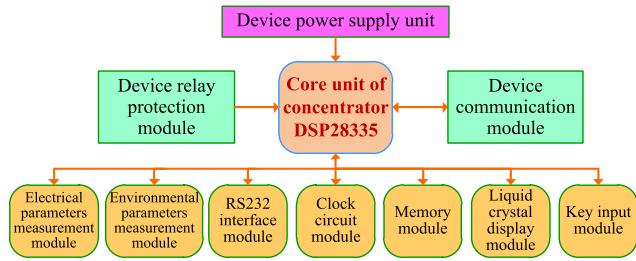 Device power supply unit
Device relay
protection
module
Core unit of
concentrator
DSP28335
Device
communication
module
Electrical
parameters
measurement
module
Environmental
parameters
measurement
module
RS232
interface
module
Clock
circuit
module
Memory
module
Liquid
crystal
display
module
Key input
module